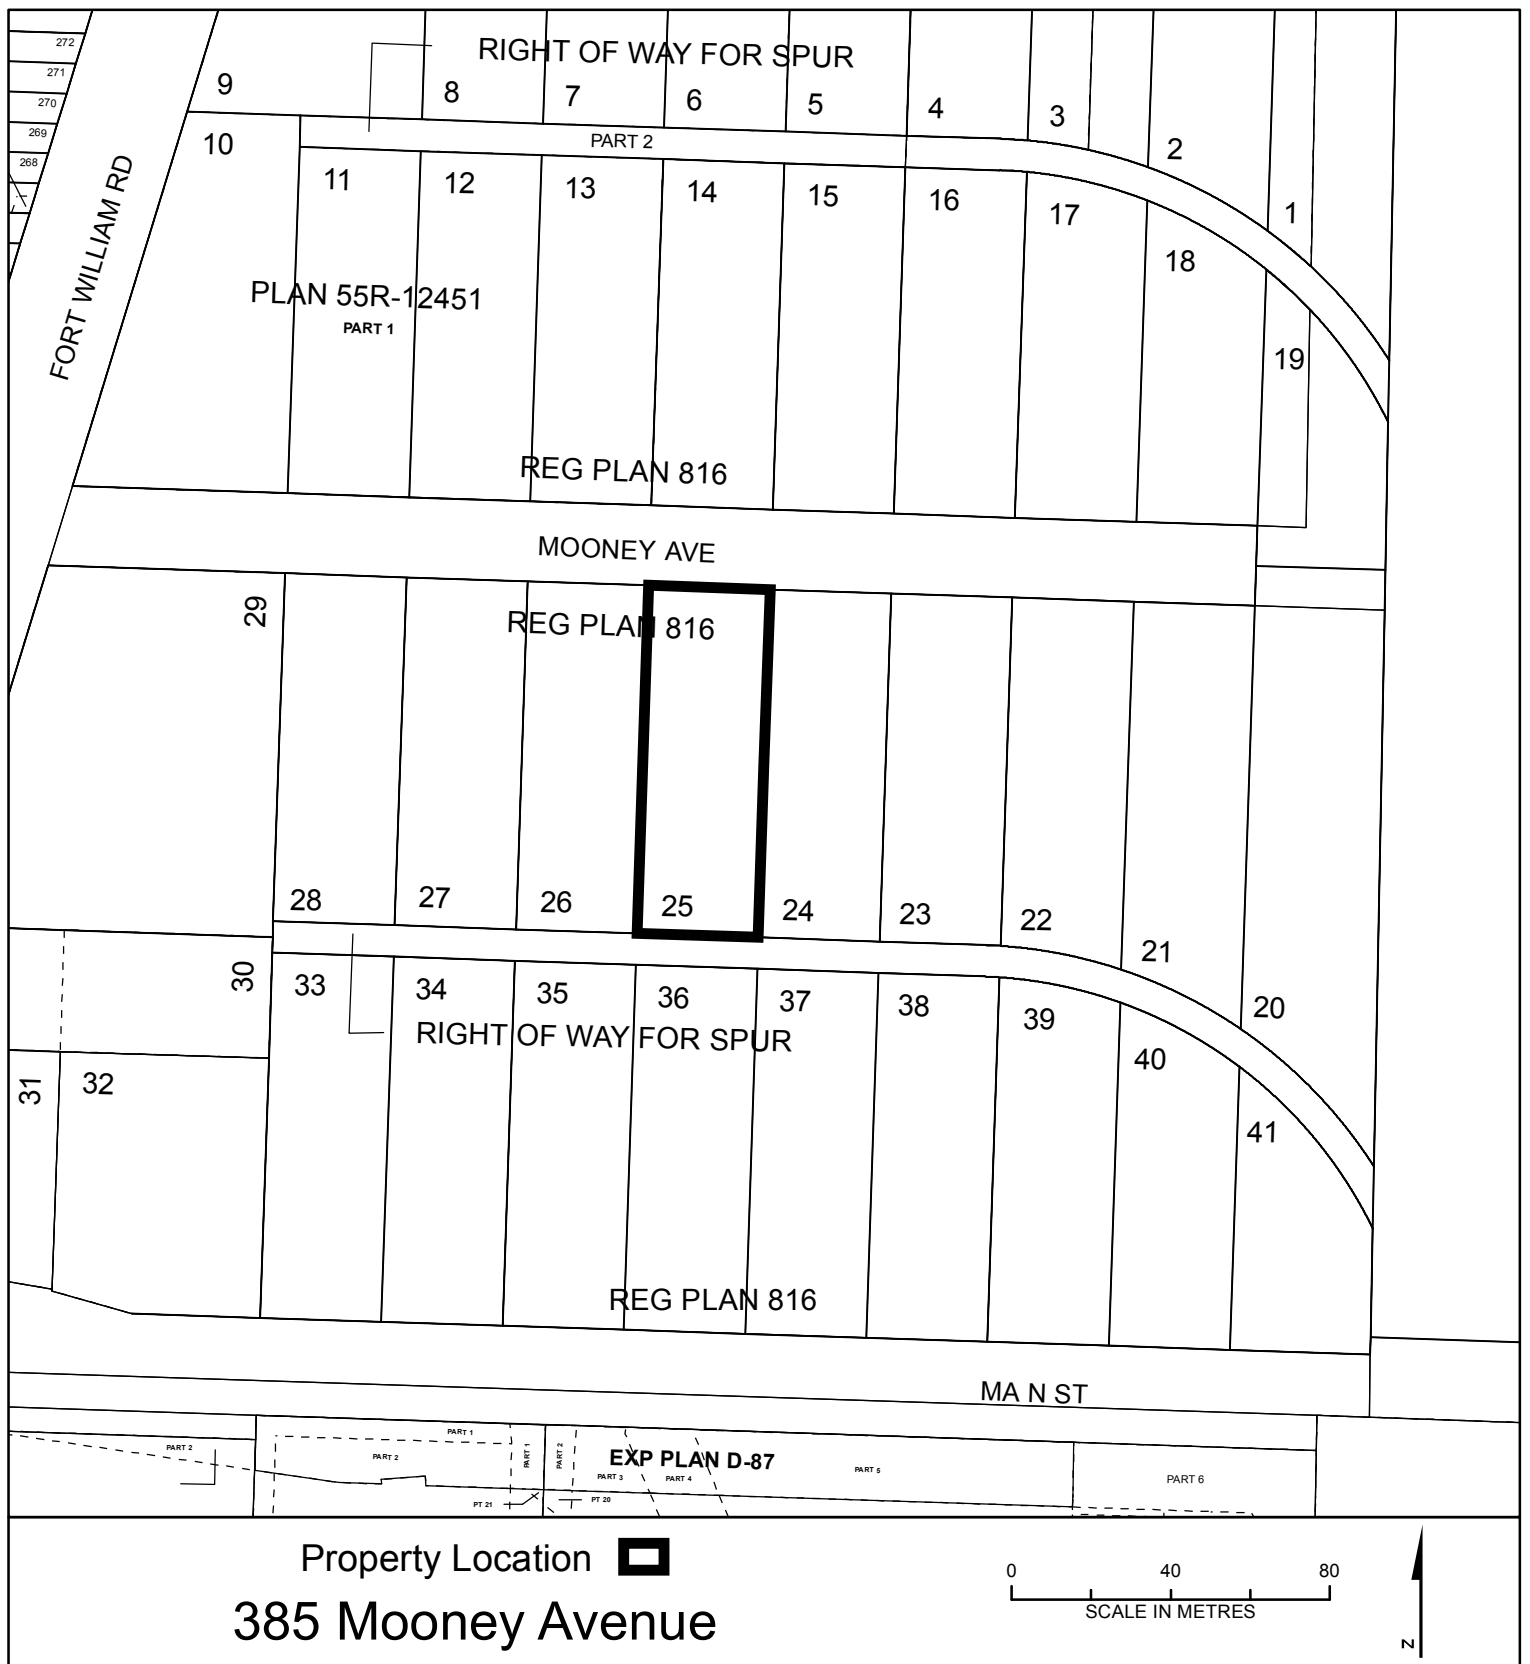 272
271
270
269
268
RIGHT OF WAY FOR SPUR
9
8
7
6
5
4
3
2
1
PART 2
10
11
12
13
14
15
16
17
18
19
FORT WILLIAM RD
PLAN 55R-12451
PART 1
REG PLAN 816
MOONEY AVE
REG PLAN 816
29
28
27
26
25
24
23
22
21
20
30
33
34
35
36
37
38
39
40
41
RIGHT OF WAY FOR SPUR
31
32
REG PLAN 816
MA N ST
PART 2
PART 1
PART 2
PART 1
PART 2
EXP PLAN D-87
PART 3
PART 4
PART 5
PART 6
PT 21
PT 20
Property Location
385 Mooney Avenue
0 40 80
SCALE IN METRES
N